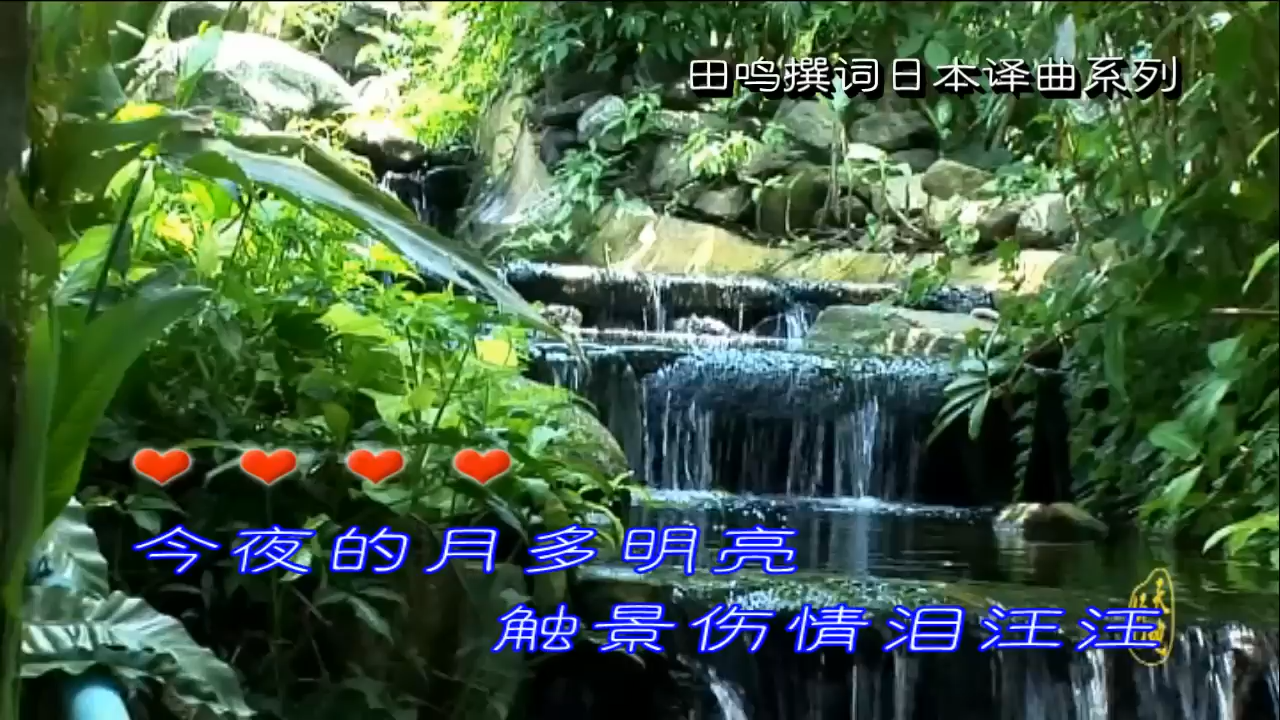 田鸣撰词日本译曲系列
今夜的月多明亮
触景伤情泪汪汪